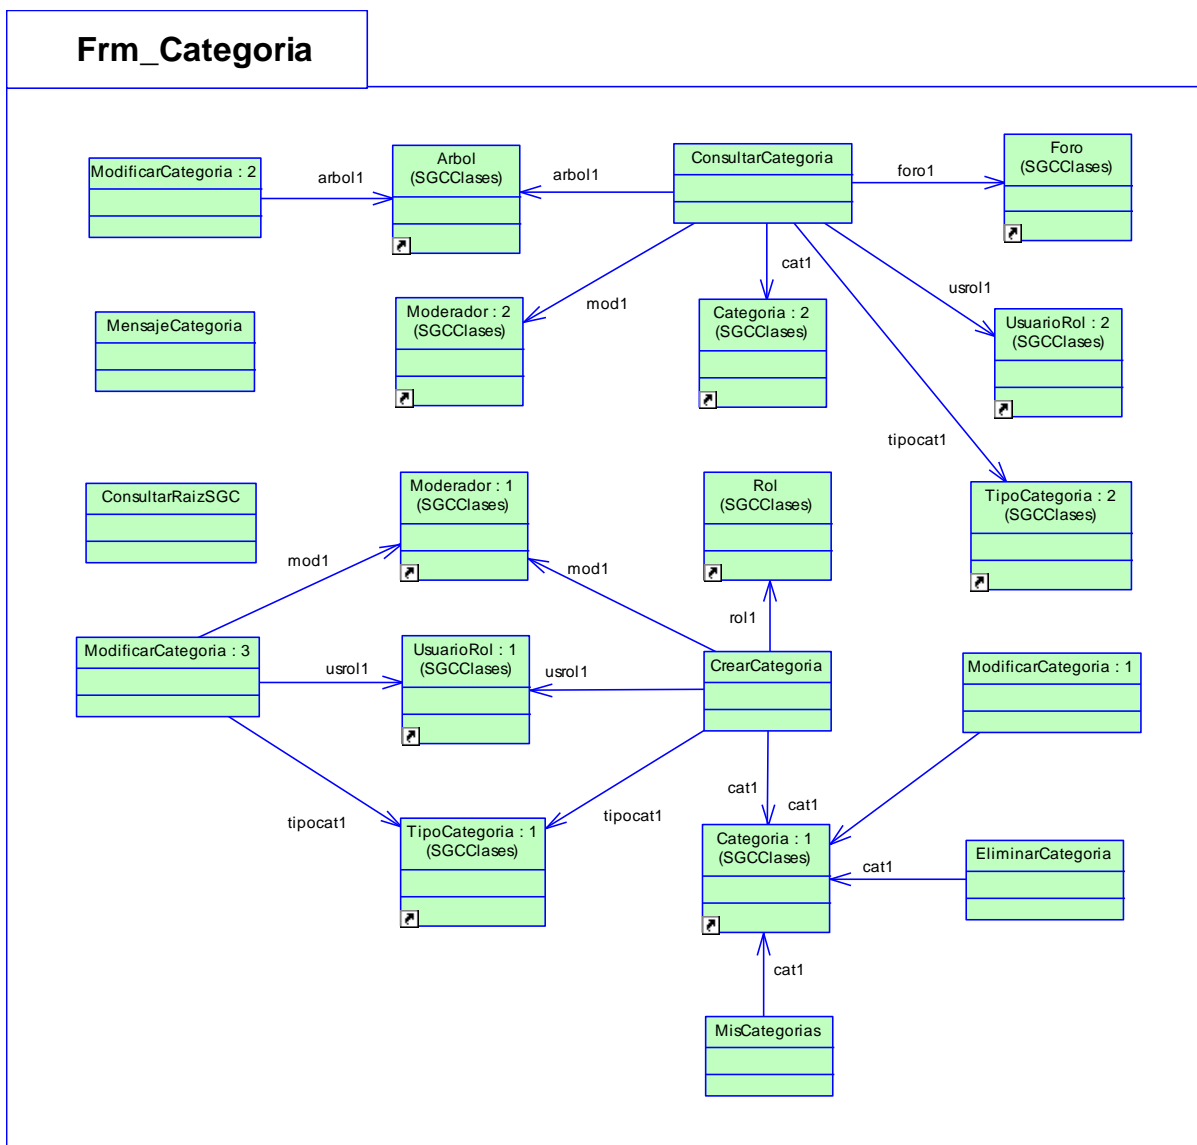 Frm_Categoria
ModificarCategoria : 2
arbol1
Arbol
(SGCClases)
arbol1
ConsultarCategoria
foro1
Foro
(SGCClases)
cat1
mod1
usrol1
MensajeCategoria
Moderador : 2
(SGCClases)
Categoria : 2
(SGCClases)
UsuarioRol : 2
(SGCClases)
tipocat1
ConsultarRaizSGC
Moderador : 1
(SGCClases)
Rol
(SGCClases)
TipoCategoria : 2
(SGCClases)
mod1
mod1
rol1
ModificarCategoria : 3
usrol1
UsuarioRol : 1
(SGCClases)
usrol1
CrearCategoria
ModificarCategoria : 1
tipocat1
tipocat1
cat1
cat1
TipoCategoria : 1
(SGCClases)
Categoria : 1
(SGCClases)
cat1
EliminarCategoria
cat1
MisCategorias